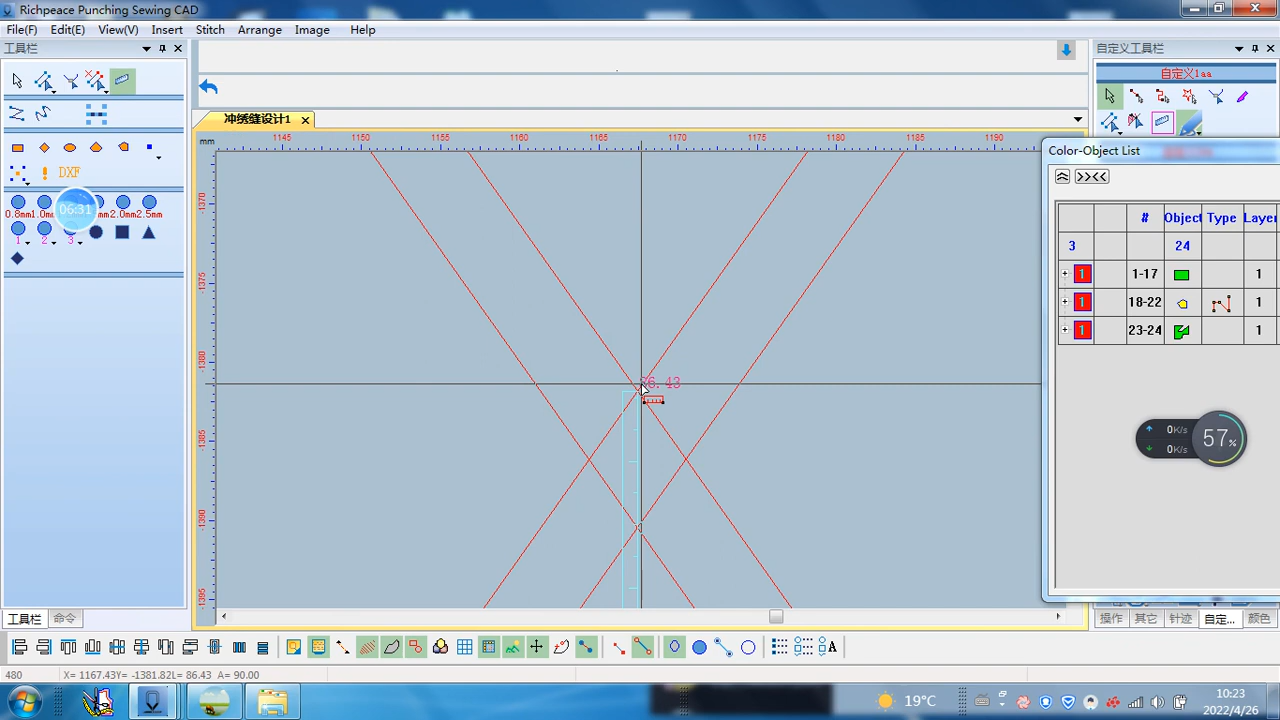 Richpeace Punching Sewing CAD
File(F) Edit(E) View(V) Insert Stitch Arrange Image Help
工具栏
自定义工具栏
自定义1aa
冲绣缝设计1
mm 1145 1150 1155 1160 1165 1170 1175 1180 1185 1190
DXF
0.8mm 1.0mm mm 2.0mm 2.5mm
06:31
1 2 3
-1370
-1375
-1380
-1385
-1390
-1395
36.43
Color-Object List
>><<
# Object Type Layer
3 24
1 1-17 1
1 18-22 1
1 23-24 1
0K/s
0K/s
57%
工具栏 命令
操作 其它 针迹 自定... 颜色
A
480 X= 1167.43Y= -1381.82L= 86.43 A= 90.00
19°C
10:23
2022/4/26